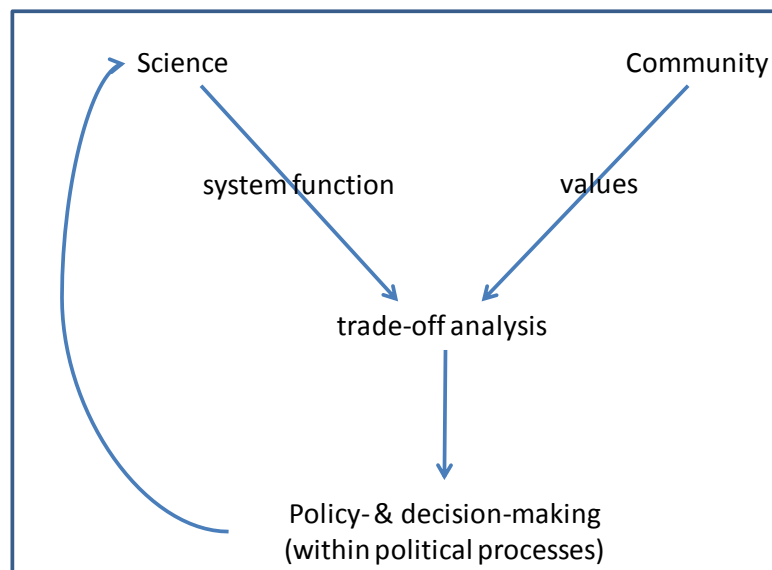 Science
Community
system function
values
trade-off analysis
Policy- & decision-making
(within political processes)